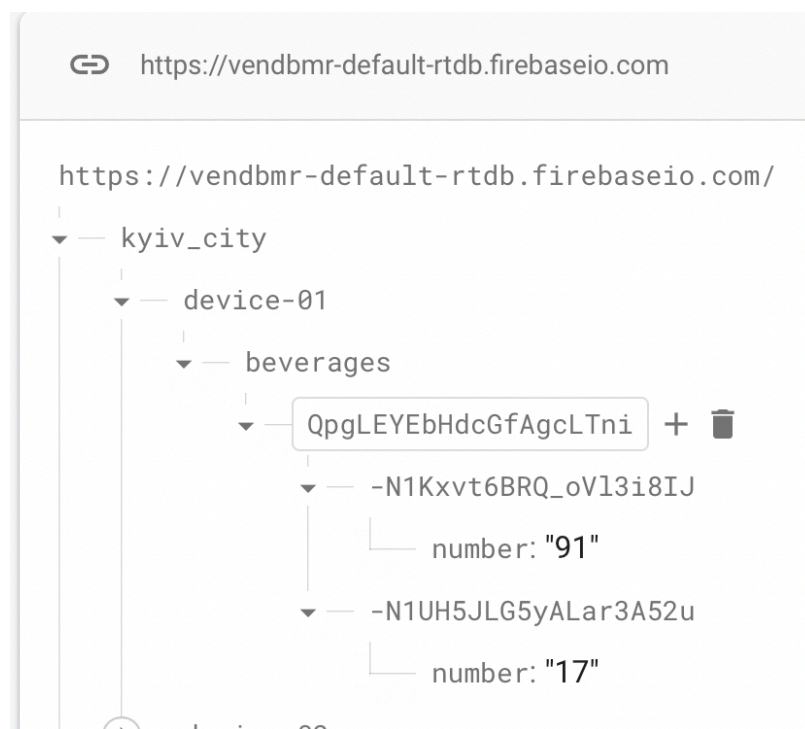 https://vendbmr-default-rtdb.firebaseio.com
https://vendbmr-default-rtdb.firebaseio.com/
kyiv_city
device-01
beverages
QpgLEYEbHdcGfAgcLTni
-N1Kxvt6BRQ_oVl3i8IJ
number: "91"
-N1UH5JLG5yALar3A52u
number: "17"